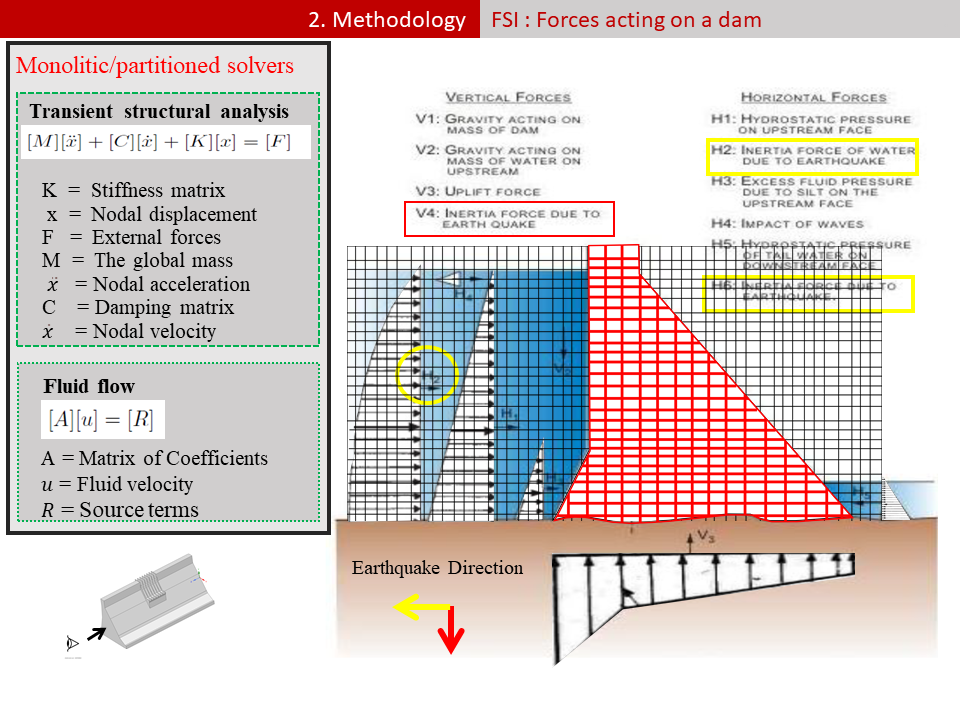 2. Methodology
FSI : Forces acting on a dam
Monolitic/partitioned solvers
Transient structural analysis
[M][ẍ] + [C][ẋ] + [K][x] = [F]
K = Stiffness matrix
x = Nodal displacement
F = External forces
M = The global mass
ẍ = Nodal acceleration
C = Damping matrix
ẋ = Nodal velocity
Fluid flow
[A][u] = [R]
A = Matrix of Coefficients
u = Fluid velocity
R = Source terms
VERTICAL FORCES
V1: GRAVITY ACTING ON
MASS OF DAM
V2: GRAVITY ACTING ON
MASS OF WATER ON
UPSTREAM
V3: UPLIFT FORCE
V4: INERTIA FORCE DUE TO
EARTH QUAKE
HORIZONTAL FORCES
H1: HYDROSTATIC PRESSURE
ON UPSTREAM FACE
H2: INERTIA FORCE OF WATER
DUE TO EARTHQUAKE
H3: EXCESS FLUID PRESSURE
DUE TO SILT ON THE
UPSTREAM FACE
H4: IMPACT OF WAVES
H5: HYDROSTATIC PRESSURE
OF TAIL WATER ON
DOWNSTREAM FACE
H6: INERTIA FORCE DUE TO
EARTHQUAKE.
H4
V2
H2
H1
H5
V3
Earthquake Direction